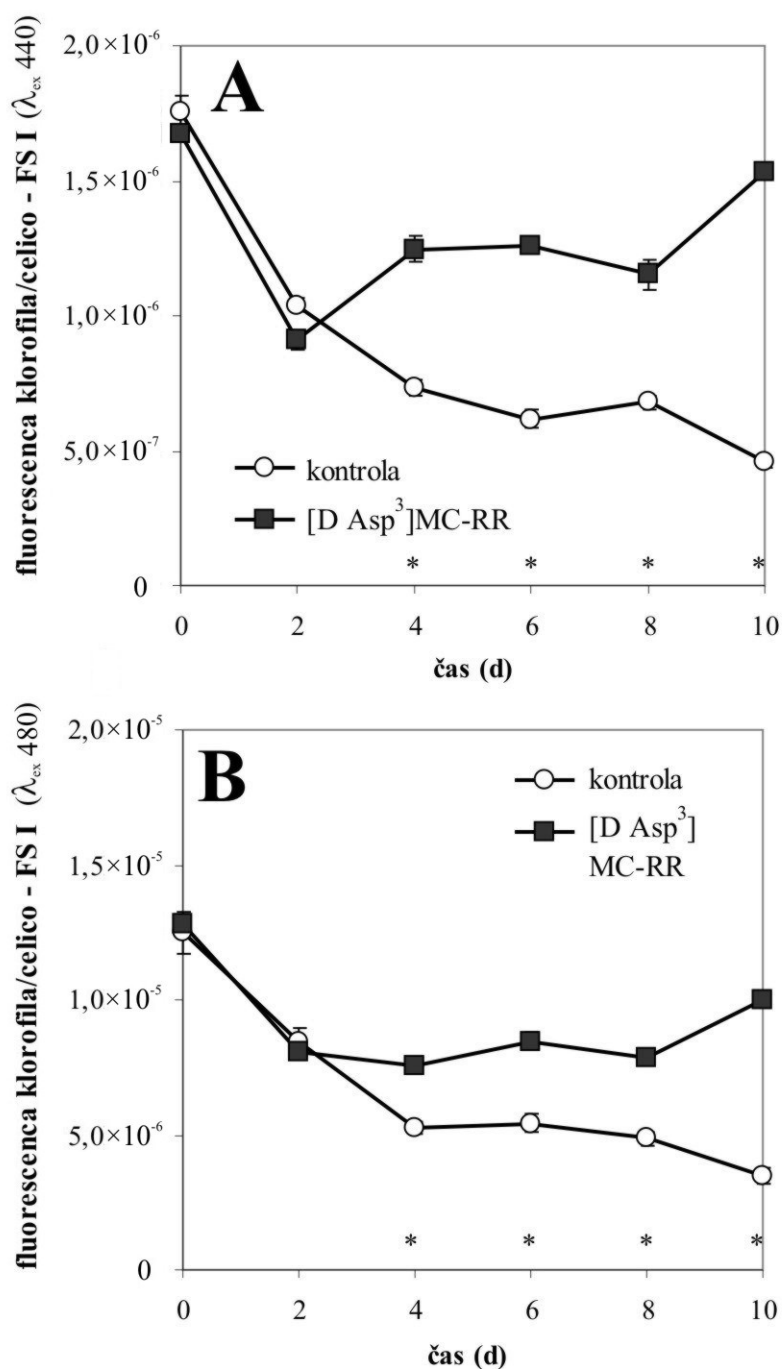 fluorescenca klorofila/celico - FS I (λex 440)
2,0×10⁻⁶
A
1,5×10⁻⁶
1,0×10⁻⁶
5,0×10⁻⁷
kontrola
[D Asp³]MC-RR
* * * *
0
0 2 4 6 8 10
čas (d)
fluorescenca klorofila/celico - FS I (λex 480)
2,0×10⁻⁵
B
kontrola
[D Asp³]
MC-RR
1,5×10⁻⁵
1,0×10⁻⁵
5,0×10⁻⁶
* * * *
0
0 2 4 6 8 10
čas (d)